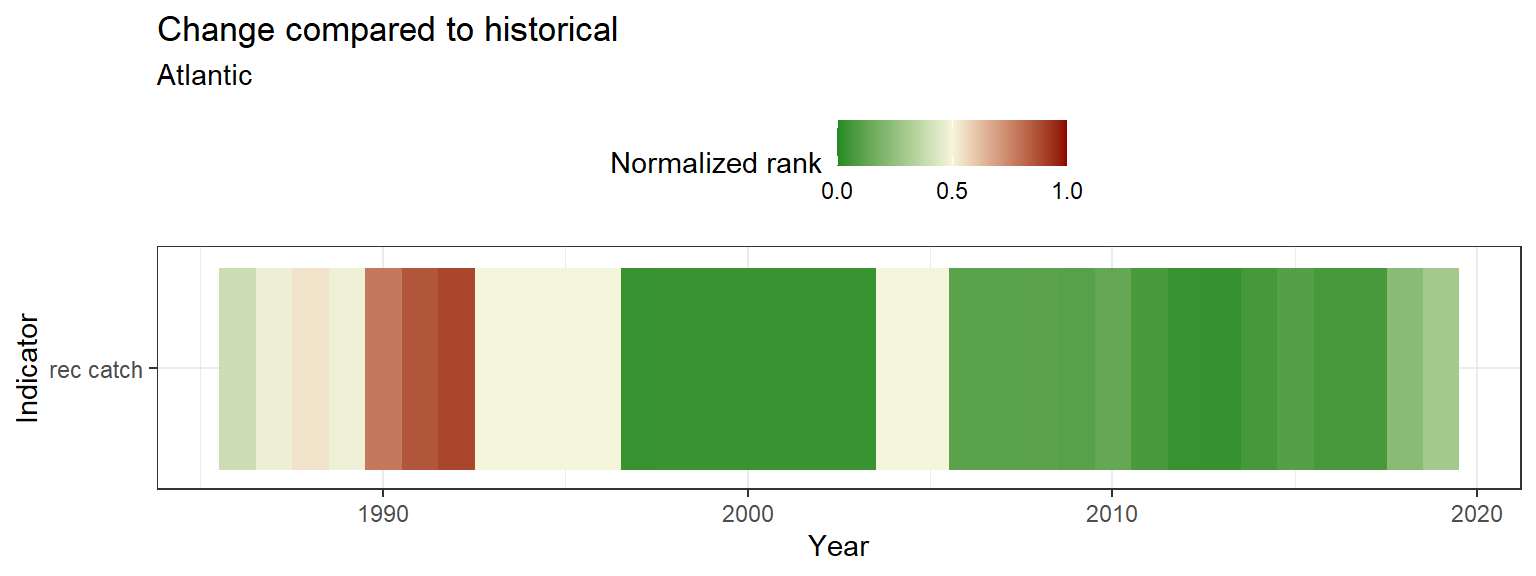 Change compared to historical
Atlantic
Normalized rank
0.0 0.5 1.0
Indicator
rec catch
1990 2000 2010 2020
Year